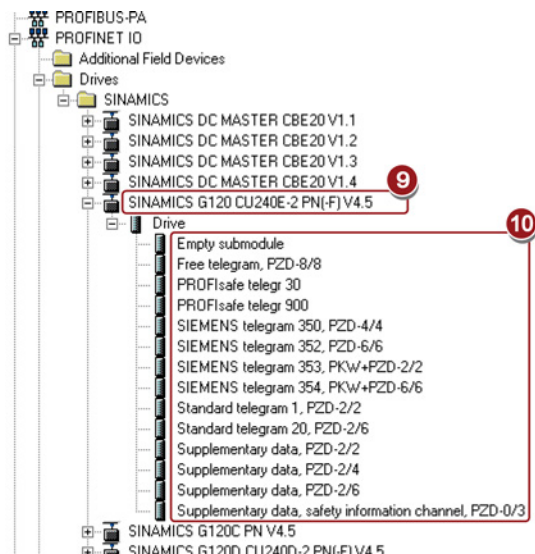 PROFIBUS-PA
PROFINET IO
Additional Field Devices
Drives
SINAMICS
SINAMICS DC MASTER CBE20 V1.1
SINAMICS DC MASTER CBE20 V1.2
SINAMICS DC MASTER CBE20 V1.3
SINAMICS DC MASTER CBE20 V1.4
9
SINAMICS G120 CU240E-2 PN(-F) V4.5
Drive
10
Empty submodule
Free telegram, PZD-8/8
PROFIsafe telegr 30
PROFIsafe telegr 900
SIEMENS telegram 350, PZD-4/4
SIEMENS telegram 352, PZD-6/6
SIEMENS telegram 353, PKW+PZD-2/2
SIEMENS telegram 354, PKW+PZD-6/6
Standard telegram 1, PZD-2/2
Standard telegram 20, PZD-2/6
Supplementary data, PZD-2/2
Supplementary data, PZD-2/4
Supplementary data, PZD-2/6
Supplementary data, safety information channel, PZD-0/3
SINAMICS G120C PN V4.5
SINAMICS G120D CU240D-2 PN(-F) V4.5